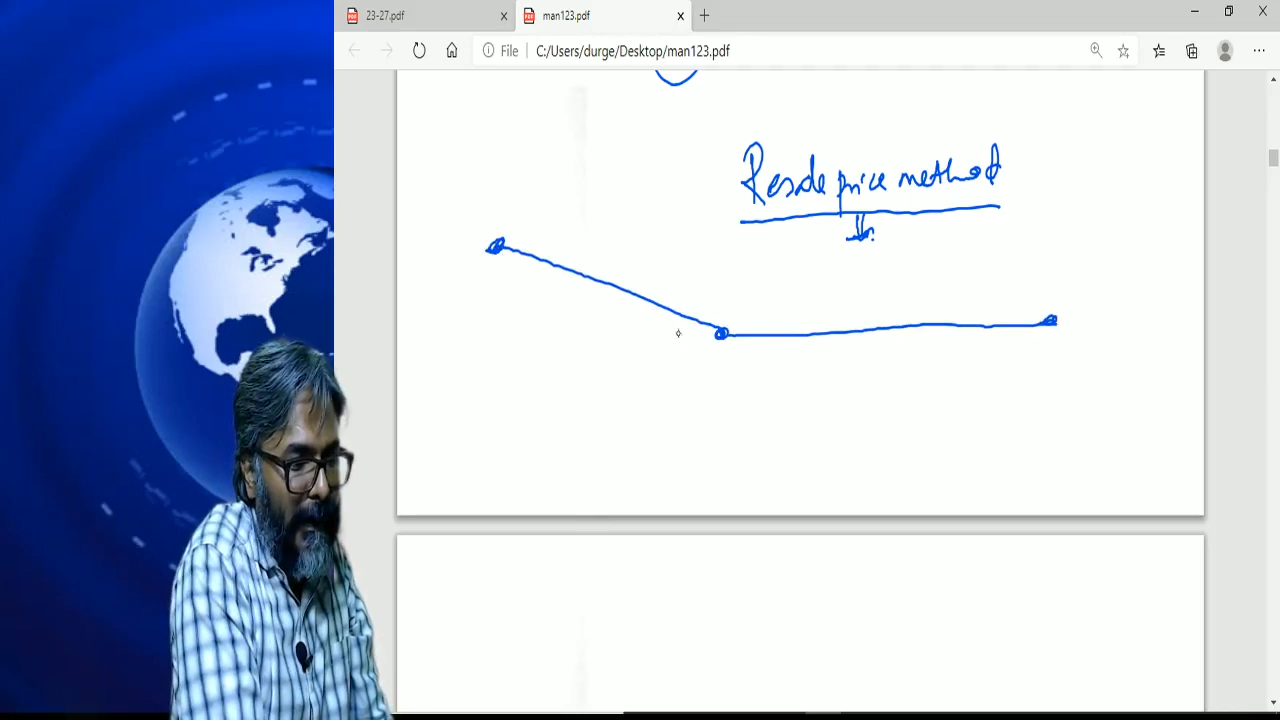 23-27.pdf
man123.pdf
File
C:/Users/durge/Desktop/man123.pdf
Resale price method